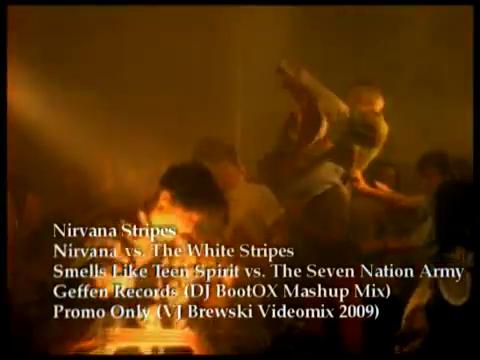 Nirvana Stripes
Nirvana vs. The White Stripes
Smells Like Teen Spirit vs. The Seven Nation Army
Geffen Records (DJ BootOX Mashup Mix)
Promo Only (VJ Brewski Videomix 2009)